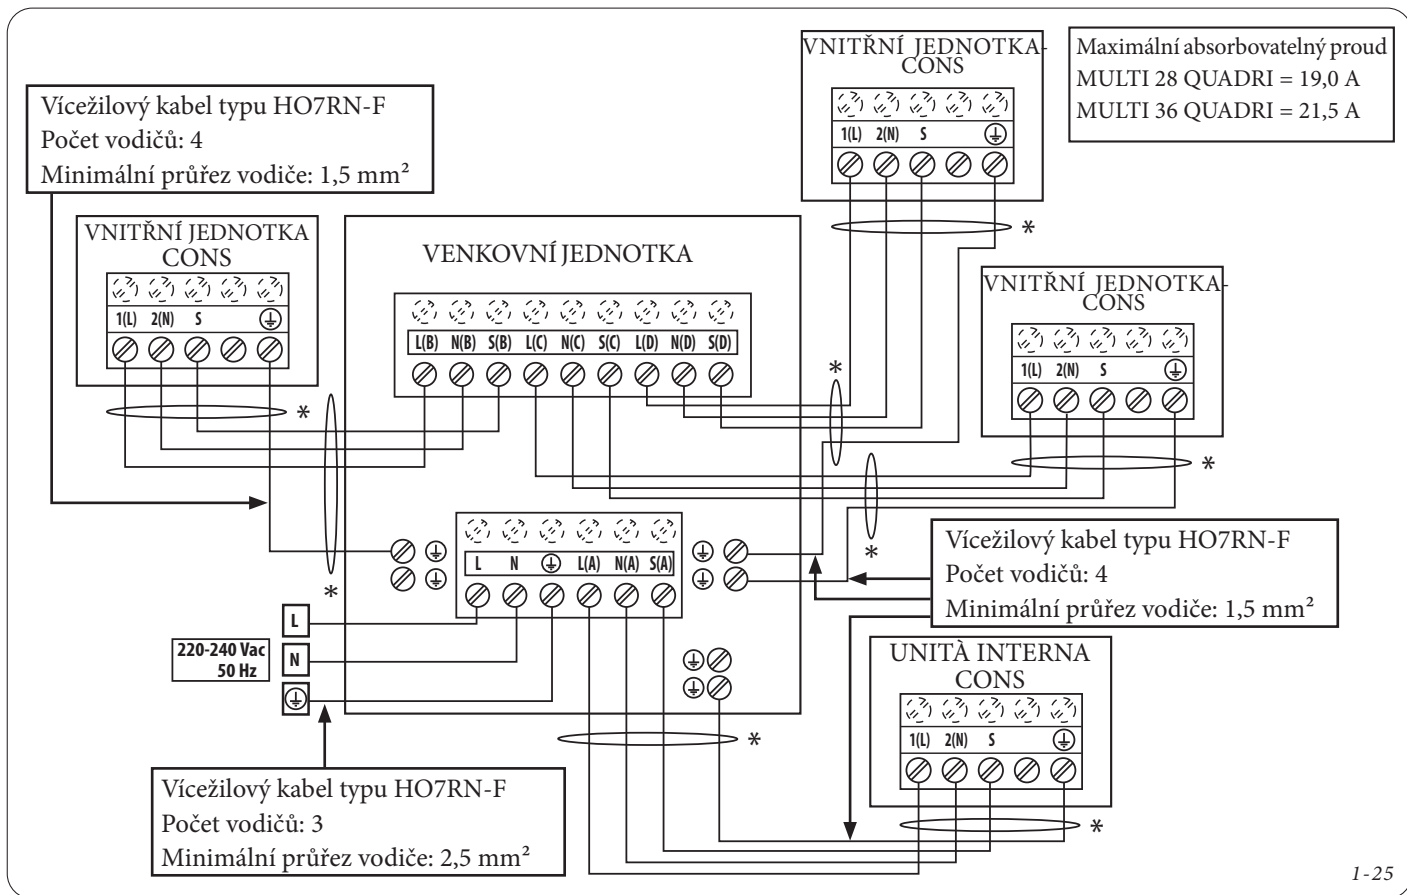 VNITŘNÍ JEDNOTKA-
CONS
Maximální absorbovatelný proud
MULTI 28 QUADRI = 19,0 A
MULTI 36 QUADRI = 21,5 A
Vícežilový kabel typu HO7RN-F
Počet vodičů: 4
Minimální průřez vodiče: 1,5 mm²
1(L) 2(N) S
*
VNITŘNÍ JEDNOTKA
CONS
1(L) 2(N) S
*
VENKOVNÍ JEDNOTKA
L(B) N(B) S(B) L(C) N(C) S(C) L(D) N(D) S(D)
*
VNITŘNÍ JEDNOTKA-
CONS
1(L) 2(N) S
*
*
*
L N L(A) N(A) S(A)
Vícežilový kabel typu HO7RN-F
Počet vodičů: 4
Minimální průřez vodiče: 1,5 mm²
220-240 Vac
50 Hz
L
N
*
UNITÀ INTERNA
CONS
1(L) 2(N) S
*
Vícežilový kabel typu HO7RN-F
Počet vodičů: 3
Minimální průřez vodiče: 2,5 mm²
1-25